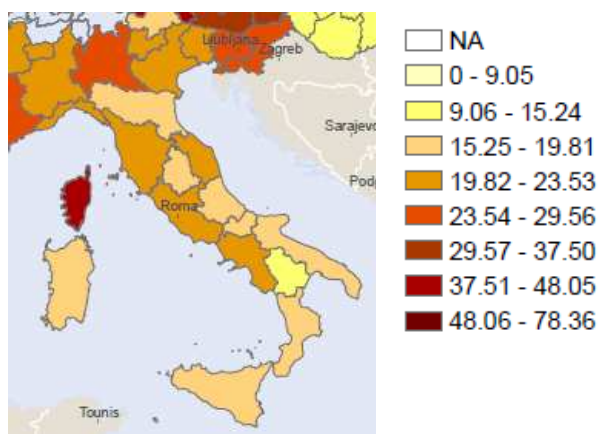 Ljubljana
Zagreb
Sarajevo
Roma
Tounis
NA
0 - 9.05
9.06 - 15.24
15.25 - 19.81
19.82 - 23.53
23.54 - 29.56
29.57 - 37.50
37.51 - 48.05
48.06 - 78.36